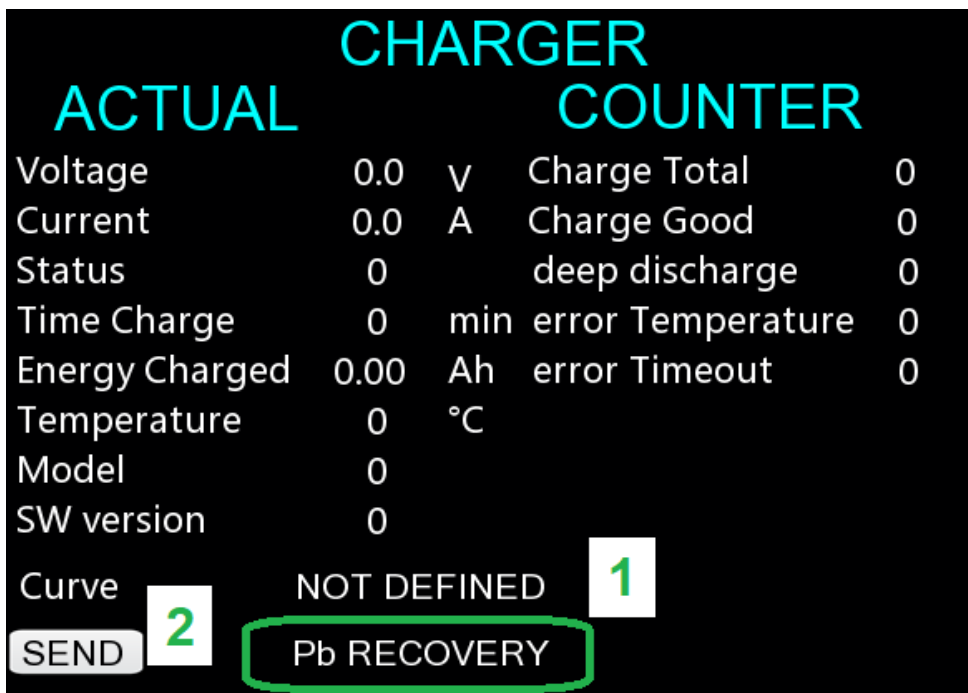 CHARGER
ACTUAL COUNTER
Voltage 0.0 V Charge Total 0
Current 0.0 A Charge Good 0
Status 0 deep discharge 0
Time Charge 0 min error Temperature 0
Energy Charged 0.00 Ah error Timeout 0
Temperature 0 °C
Model 0
SW version 0
Curve NOT DEFINED 1
SEND 2 Pb RECOVERY